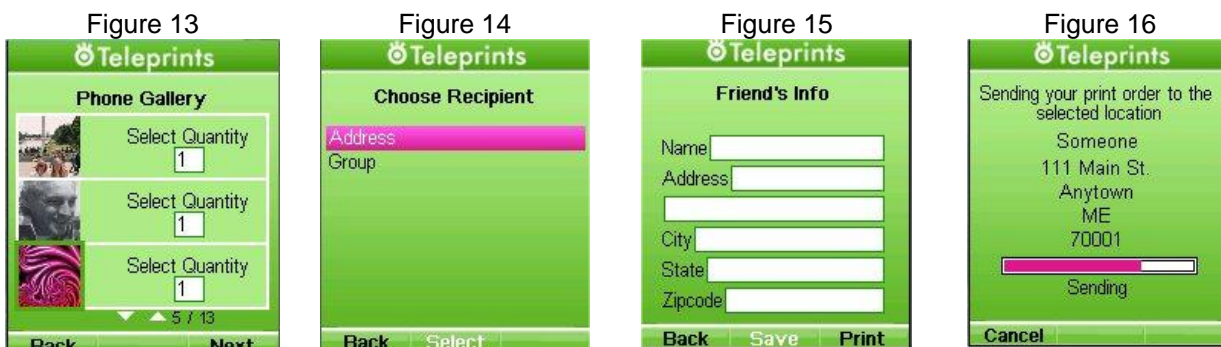 Figure 13
Teleprints
Phone Gallery
Select Quantity
1
Select Quantity
1
Select Quantity
1
5 / 13
Back Next
Figure 14
Teleprints
Choose Recipient
Address
Group
Back Select
Figure 15
Teleprints
Friend's Info
Name
Address
City
State
Zipcode
Back Save Print
Figure 16
Teleprints
Sending your print order to the
selected location
Someone
111 Main St.
Anytown
ME
70001
Sending
Cancel